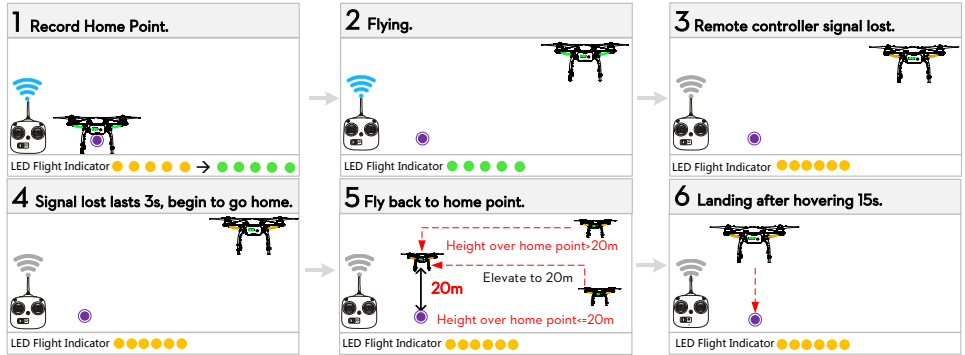 1 Record Home Point.
LED Flight Indicator
2 Flying.
LED Flight Indicator
3 Remote controller signal lost.
LED Flight Indicator
4 Signal lost lasts 3s, begin to go home.
LED Flight Indicator
5 Fly back to home point.
Height over home point>20m
Elevate to 20m
20m
Height over home point<=20m
LED Flight Indicator
6 Landing after hovering 15s.
LED Flight Indicator